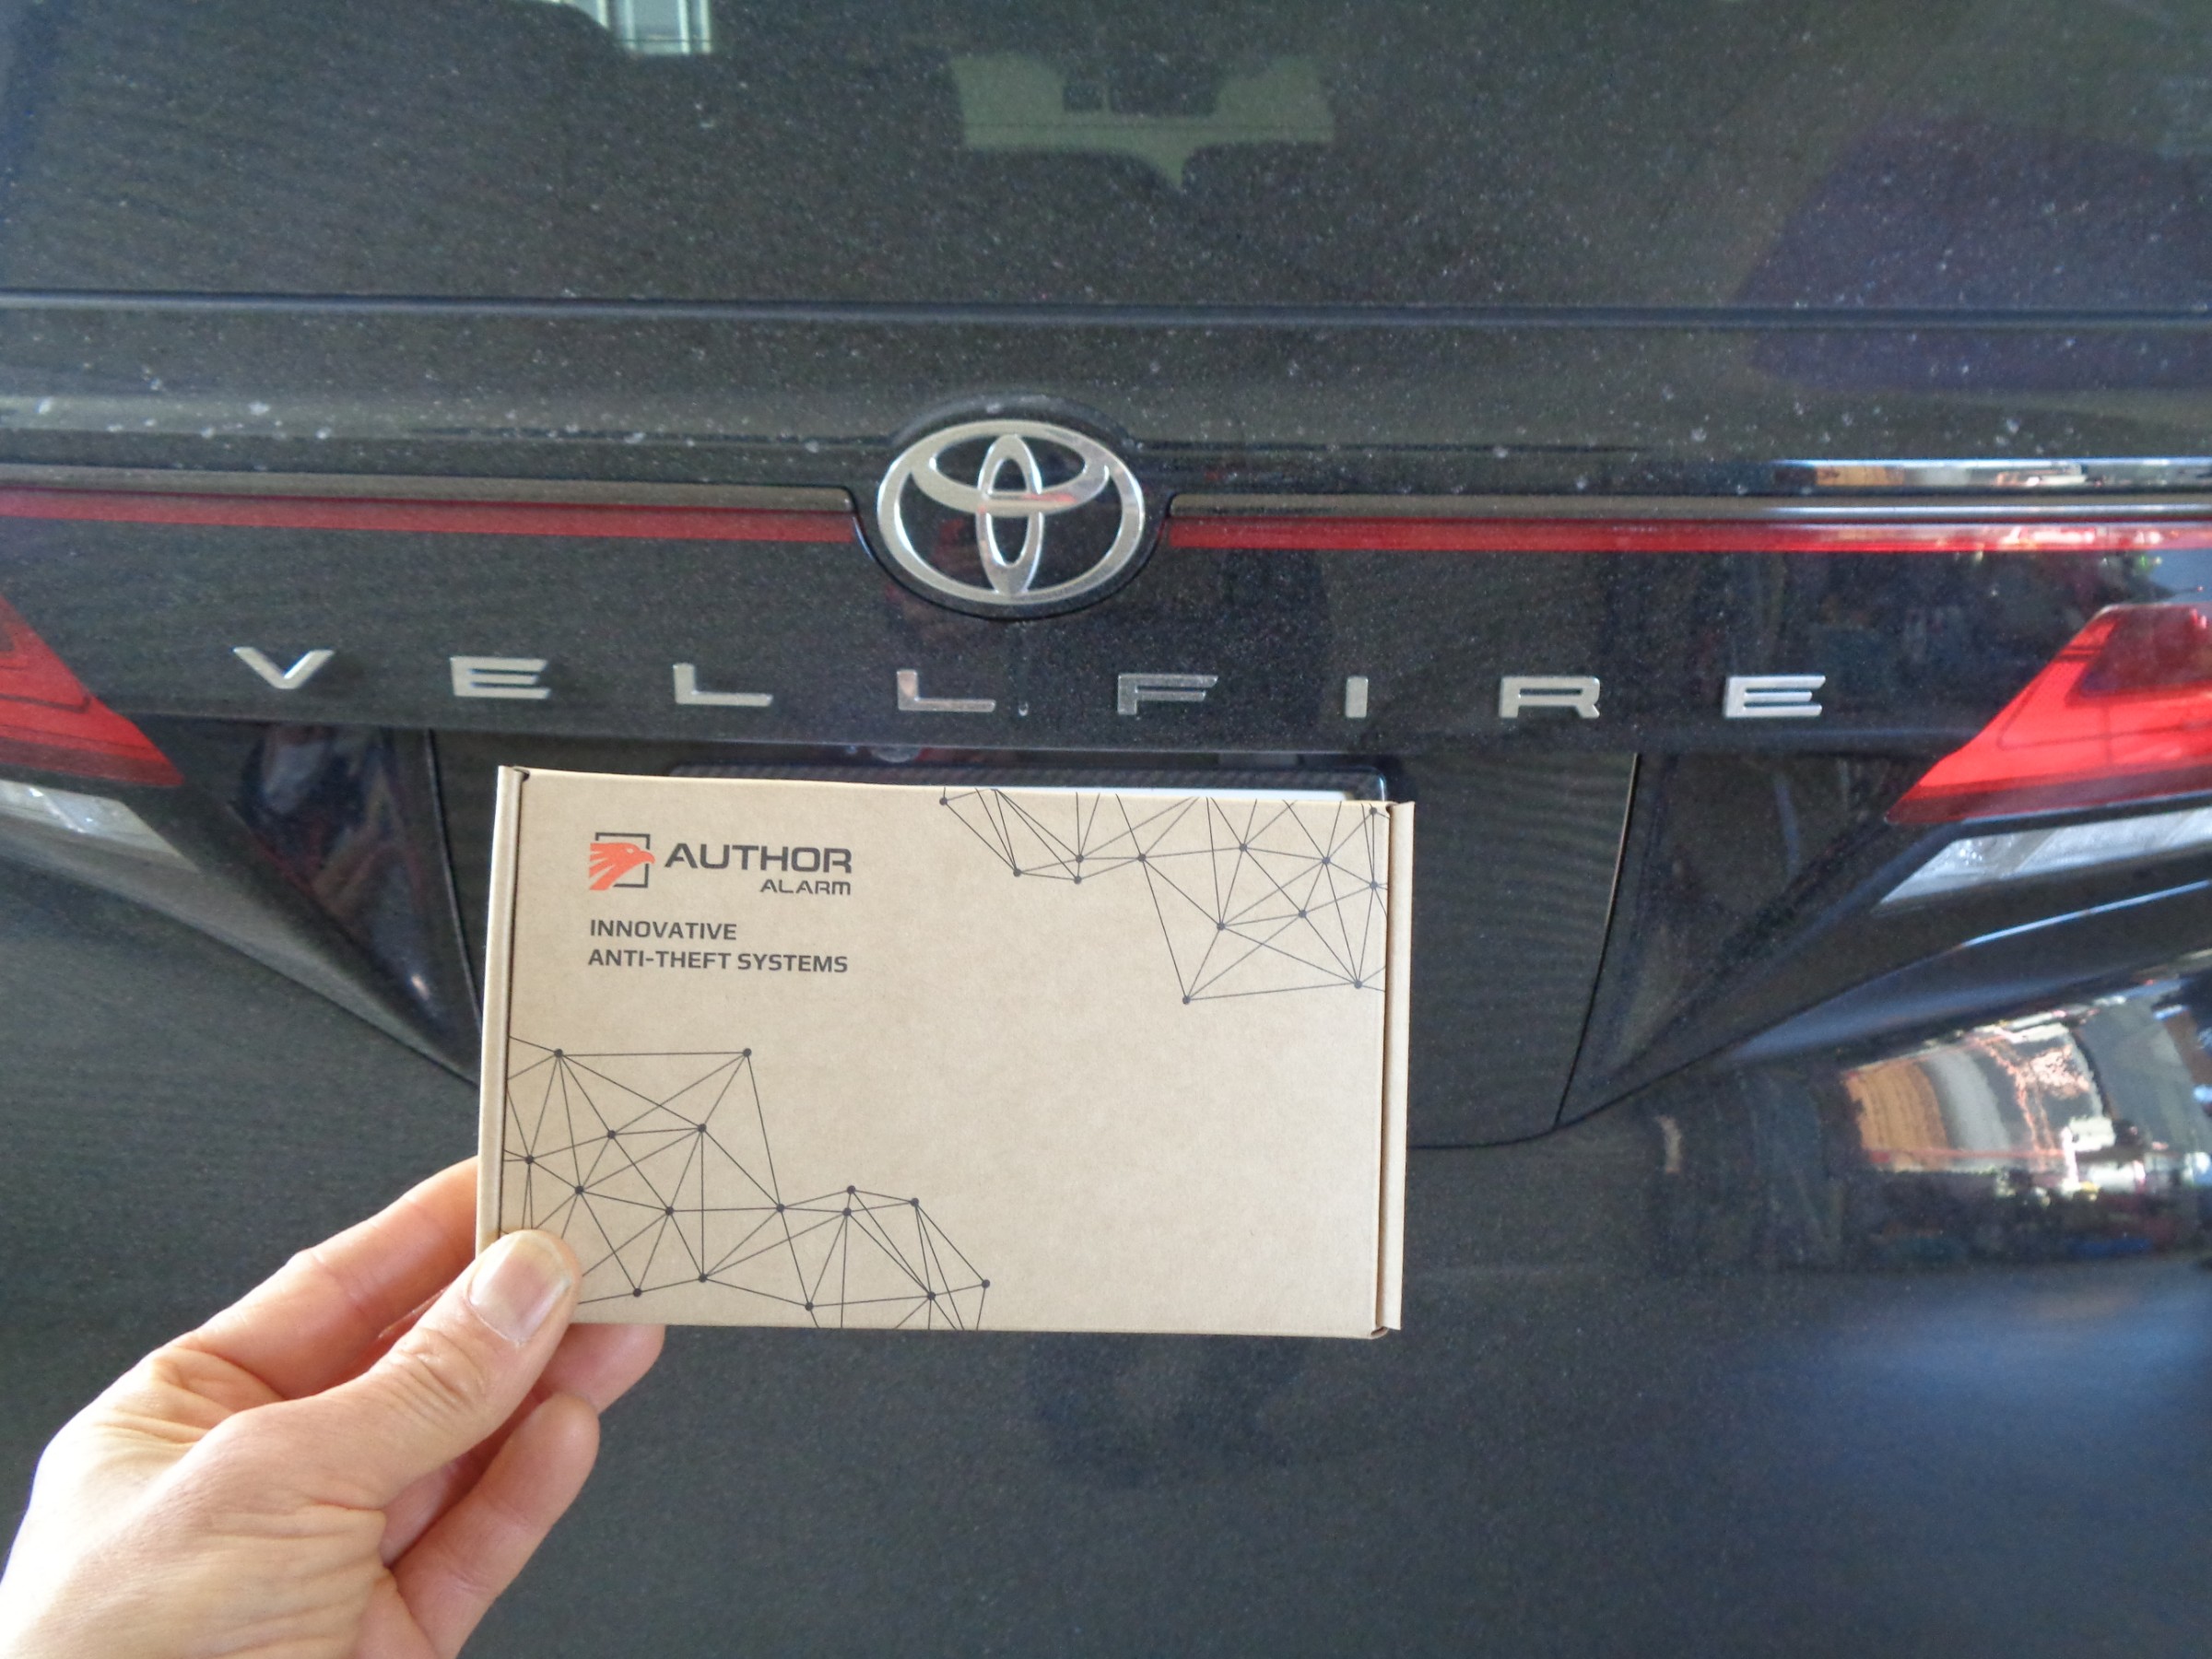 VELLFIRE
AUTHOR
ALARM
INNOVATIVE
ANTI-THEFT SYSTEMS